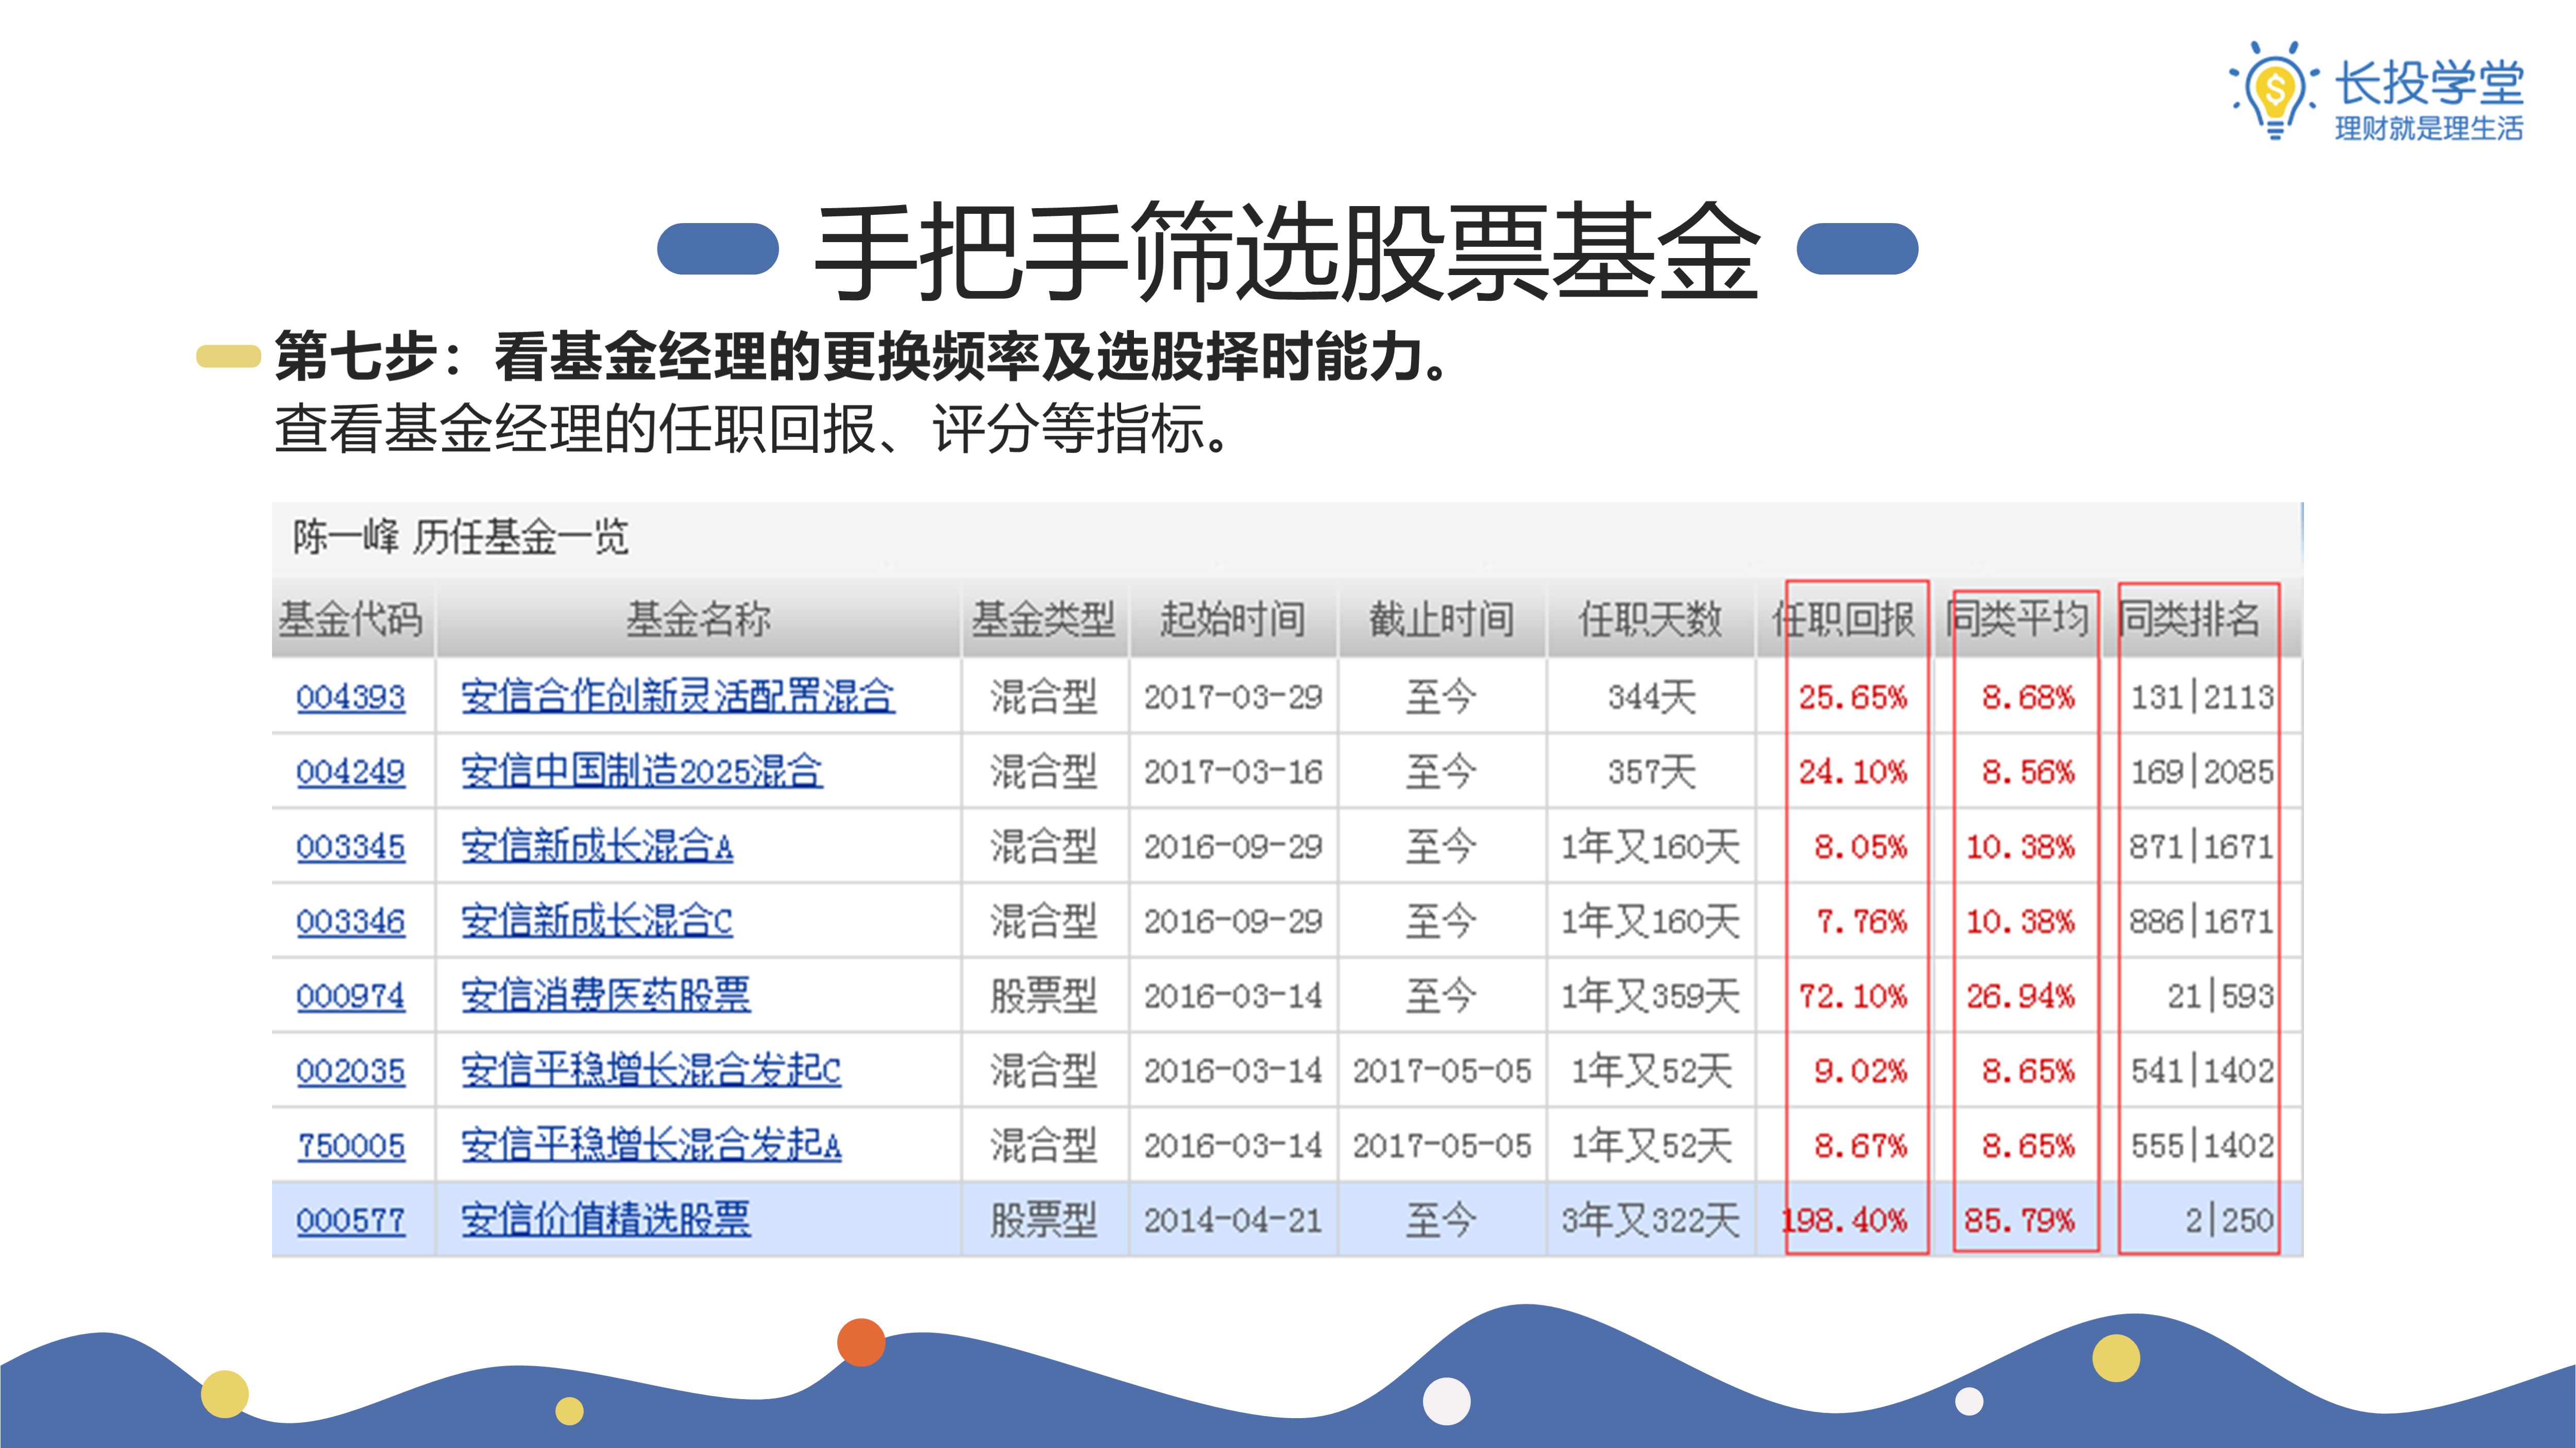 长投学堂
理财就是理生活
手把手筛选股票基金
第七步：看基金经理的更换频率及选股择时能力。
查看基金经理的任职回报、评分等指标。
陈一峰 历任基金一览
基金代码 基金名称 基金类型 起始时间 截止时间 任职天数 任职回报 同类平均 同类排名
004393 安信合作创新灵活配置混合 混合型 2017-03-29 至今 344天 25.65% 8.68% 131|2113
004249 安信中国制造2025混合 混合型 2017-03-16 至今 357天 24.10% 8.56% 169|2085
003345 安信新成长混合A 混合型 2016-09-29 至今 1年又160天 8.05% 10.38% 871|1671
003346 安信新成长混合C 混合型 2016-09-29 至今 1年又160天 7.76% 10.38% 886|1671
000974 安信消费医药股票 股票型 2016-03-14 至今 1年又359天 72.10% 26.94% 21|593
002035 安信平稳增长混合发起C 混合型 2016-03-14 2017-05-05 1年又52天 9.02% 8.65% 541|1402
750005 安信平稳增长混合发起A 混合型 2016-03-14 2017-05-05 1年又52天 8.67% 8.65% 555|1402
000577 安信价值精选股票 股票型 2014-04-21 至今 3年又322天 198.40% 85.79% 2|250